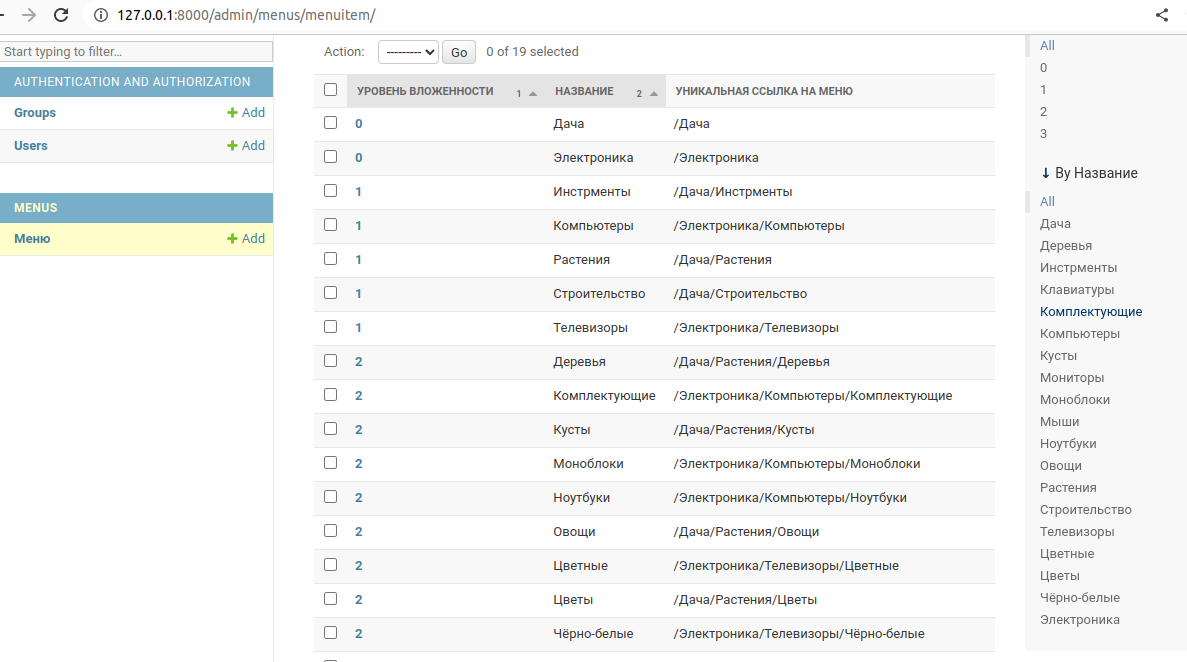 127.0.0.1:8000/admin/menus/menuitem/
Start typing to filter...
AUTHENTICATION AND AUTHORIZATION
Groups + Add
Users + Add
MENUS
Меню + Add
Action: --------- Go 0 of 19 selected
УРОВЕНЬ ВЛОЖЕННОСТИ 1 НАЗВАНИЕ 2 УНИКАЛЬНАЯ ССЫЛКА НА МЕНЮ
0 Дача /Дача
0 Электроника /Электроника
1 Инстрменты /Дача/Инстрменты
1 Компьютеры /Электроника/Компьютеры
1 Растения /Дача/Растения
1 Строительство /Дача/Строительство
1 Телевизоры /Электроника/Телевизоры
2 Деревья /Дача/Растения/Деревья
2 Комплектующие /Электроника/Компьютеры/Комплектующие
2 Кусты /Дача/Растения/Кусты
2 Моноблоки /Электроника/Компьютеры/Моноблоки
2 Ноутбуки /Электроника/Компьютеры/Ноутбуки
2 Овощи /Дача/Растения/Овощи
2 Цветные /Электроника/Телевизоры/Цветные
2 Цветы /Дача/Растения/Цветы
2 Чёрно-белые /Электроника/Телевизоры/Чёрно-белые
All
0
1
2
3
↓ By Название
All
Дача
Деревья
Инстрменты
Клавиатуры
Комплектующие
Компьютеры
Кусты
Мониторы
Моноблоки
Мыши
Ноутбуки
Овощи
Растения
Строительство
Телевизоры
Цветные
Цветы
Чёрно-белые
Электроника